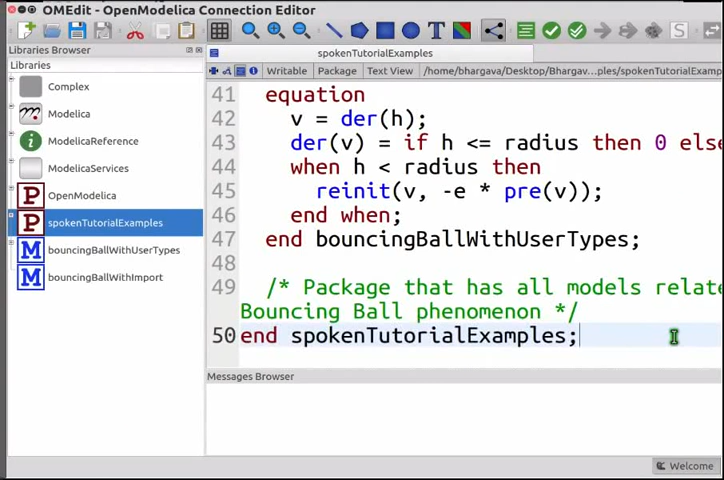 OMEdit - OpenModelica Connection Editor
Libraries Browser
Libraries
Complex
Modelica
ModelicaReference
ModelicaServices
OpenModelica
spokenTutorialExamples
bouncingBallWithUserTypes
bouncingBallWithImport
spokenTutorialExamples
Writable Package Text View /home/bhargava/Desktop/Bhargav...ples/spokenTutorialExam
41 equation
42 v = der(h);
43 der(v) = if h <= radius then 0 else
44 when h < radius then
45 reinit(v, -e * pre(v));
46 end when;
47 end bouncingBallWithUserTypes;
48
49 /* Package that has all models relate
Bouncing Ball phenomenon */
50 end spokenTutorialExamples;
Messages Browser
Welcome